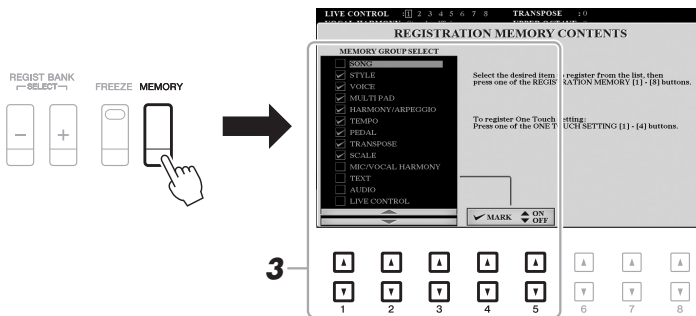 REGIST BANK
SELECT
FREEZE MEMORY
LIVE CONTROL :1 2 3 4 5 6 7 8 TRANSPOSE :0
REGISTRATION MEMORY CONTENTS
MEMORY GROUP SELECT
SONG
STYLE
VOICE
MULTI PAD
HARMONY/ARPEGGIO
TEMPO
PEDAL
TRANSPOSE
SCALE
MIC/VOCAL HARMONY
TEXT
AUDIO
LIVE CONTROL
Select the desired item to register from the list, then
press one of the REGISTRATION MEMORY [1] - [8] buttons.
To register One Touch Setting:
Press one of the ONE TOUCH SETTING [1] - [4] buttons.
MARK ON
OFF
3
1 2 3 4 5 6 7 8